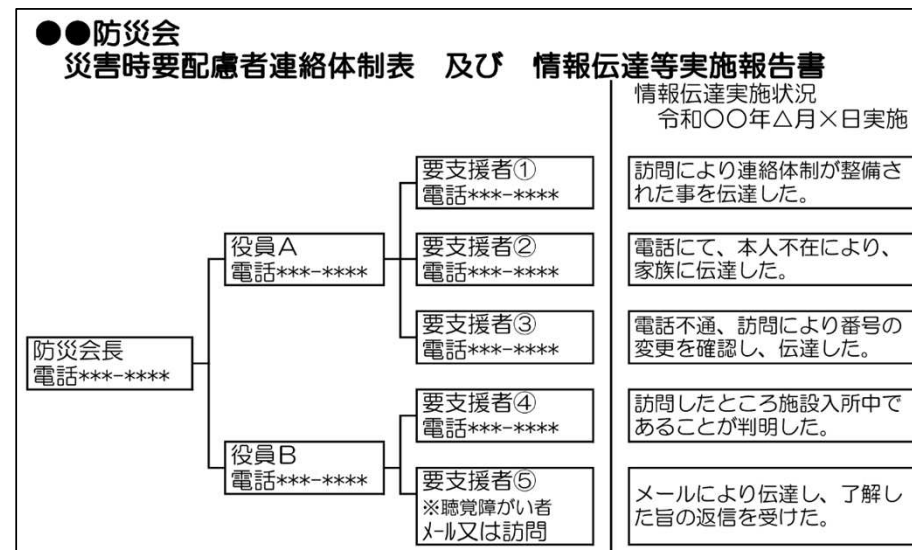 ●●防災会
災害時要配慮者連絡体制表 及び 情報伝達等実施報告書
情報伝達実施状況
令和〇〇年△月×日実施
防災会長
電話***-****
役員A
電話***-****
役員B
電話***-****
要支援者①
電話***-****
要支援者②
電話***-****
要支援者③
電話***-****
要支援者④
電話***-****
要支援者⑤
※聴覚障がい者
ﾒｰﾙ又は訪問
訪問により連絡体制が整備さ
れた事を伝達した。
電話にて、本人不在により、
家族に伝達した。
電話不通、訪問により番号の
変更を確認し、伝達した。
訪問したところ施設入所中で
あることが判明した。
メールにより伝達し、了解し
た旨の返信を受けた。